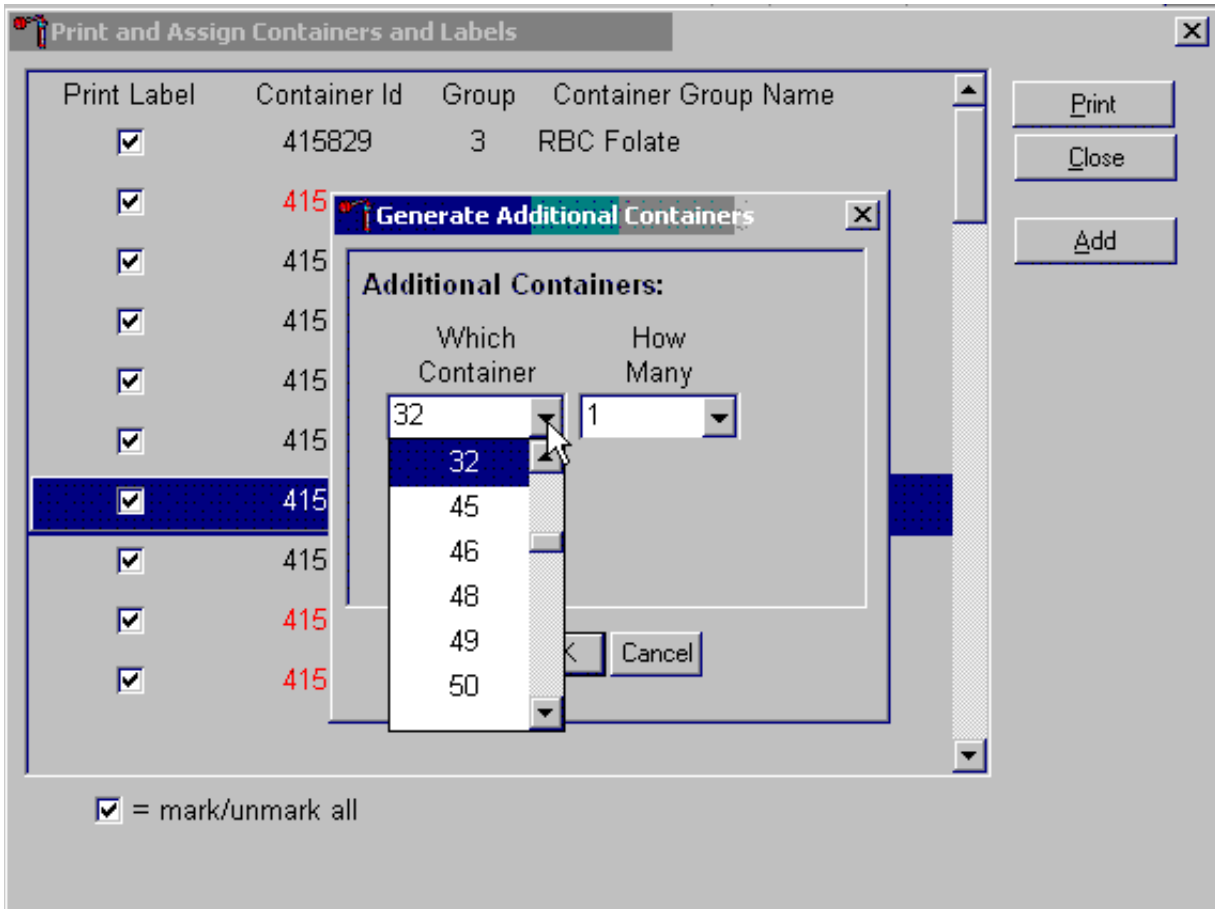 Print and Assign Containers and Labels
Print Label Container Id Group Container Group Name
Print
415829 3 RBC Folate
Close
415
Generate Additional Containers
Add
415
Additional Containers:
415
Which
Container
How
Many
415
32
1
415
32
415
45
415
46
48
415
49
Cancel
415
50
= mark/unmark all